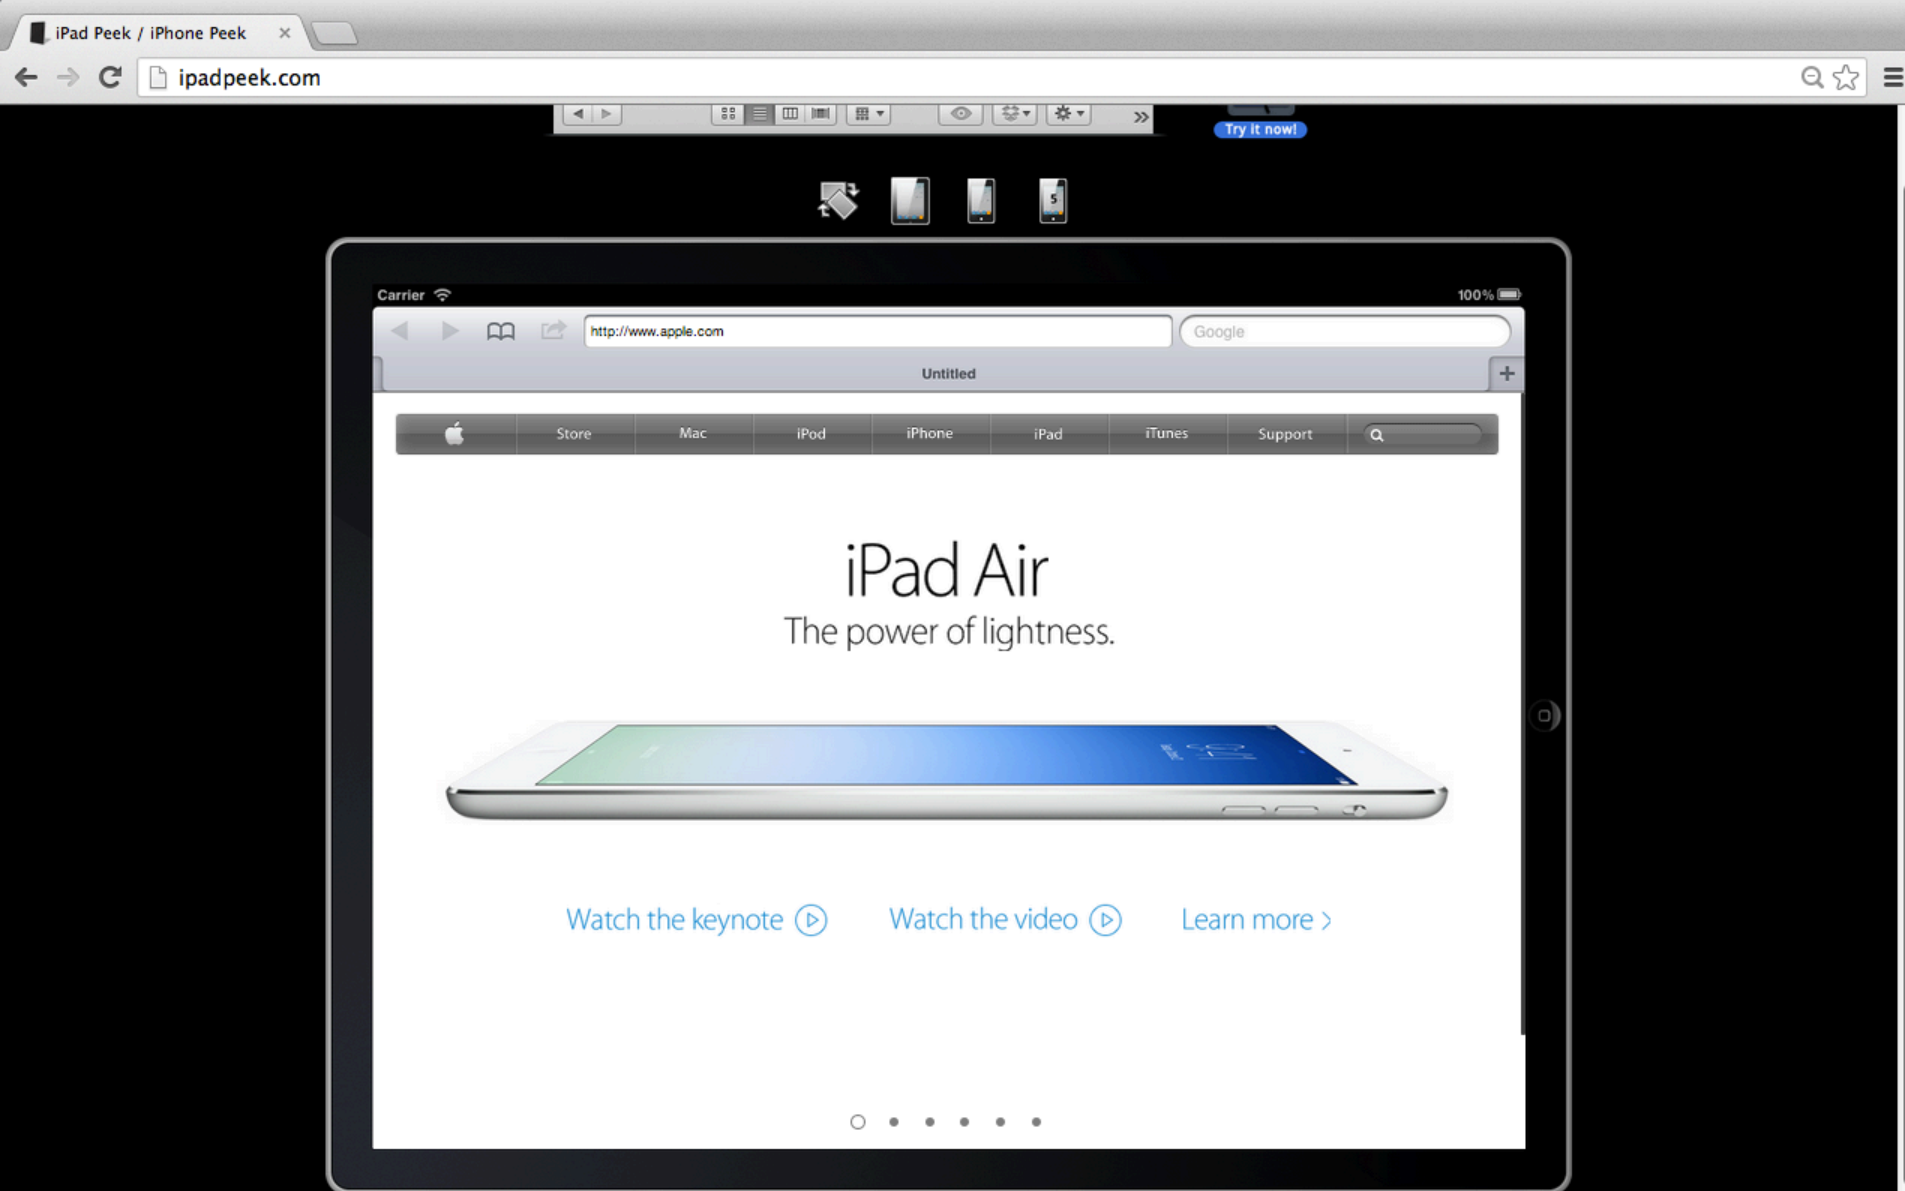 iPad Peek / iPhone Peek
ipadpeek.com
Try it now!
5
Carrier
100%
http://www.apple.com
Google
Untitled
Store
Mac
iPod
iPhone
iPad
iTunes
Support
iPad Air
The power of lightness.
Watch the keynote
Watch the video
Learn more